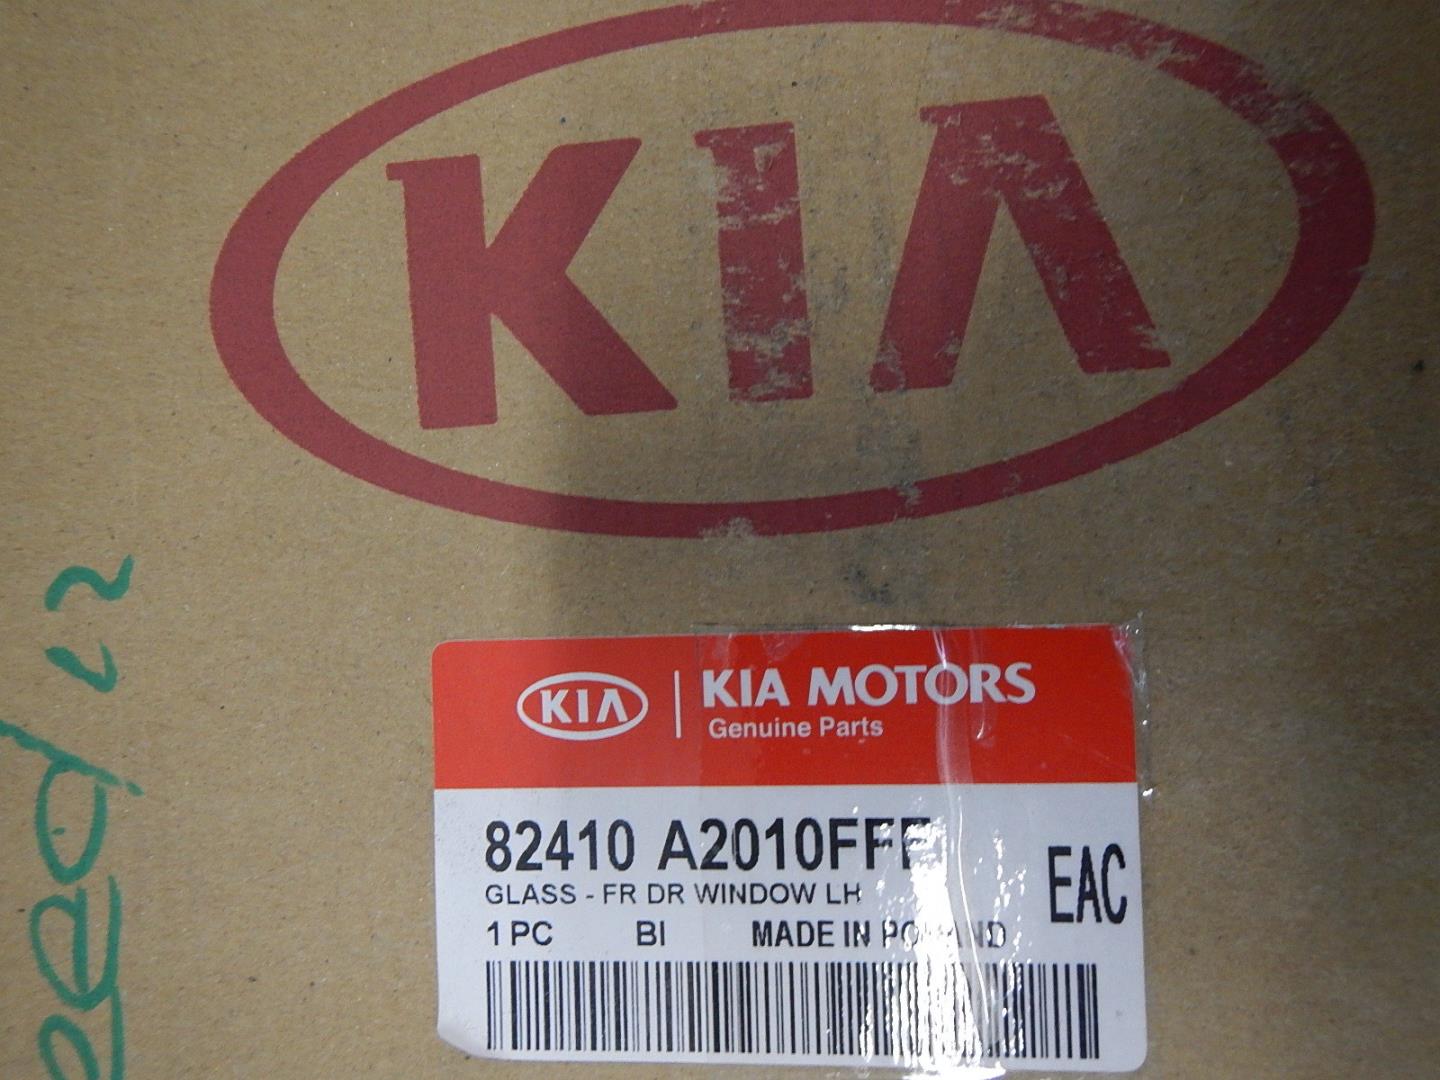 KIA
KIA
KIA MOTORS
Genuine Parts
82410 A2010FFF
GLASS - FR DR WINDOW LH
EAC
1 PC BI MADE IN POLAND